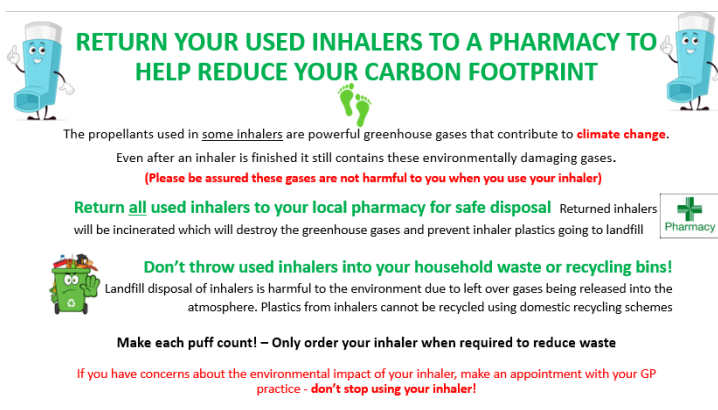 RETURN YOUR USED INHALERS TO A PHARMACY TO
HELP REDUCE YOUR CARBON FOOTPRINT
The propellants used in some inhalers are powerful greenhouse gases that contribute to climate change.
Even after an inhaler is finished it still contains these environmentally damaging gases.
(Please be assured these gases are not harmful to you when you use your inhaler)
Return all used inhalers to your local pharmacy for safe disposal Returned inhalers
will be incinerated which will destroy the greenhouse gases and prevent inhaler plastics going to landfill
Pharmacy
Don't throw used inhalers into your household waste or recycling bins!
Landfill disposal of inhalers is harmful to the environment due to left over gases being released into the
atmosphere. Plastics from inhalers cannot be recycled using domestic recycling schemes
Make each puff count! – Only order your inhaler when required to reduce waste
If you have concerns about the environmental impact of your inhaler, make an appointment with your GP
practice - don't stop using your inhaler!